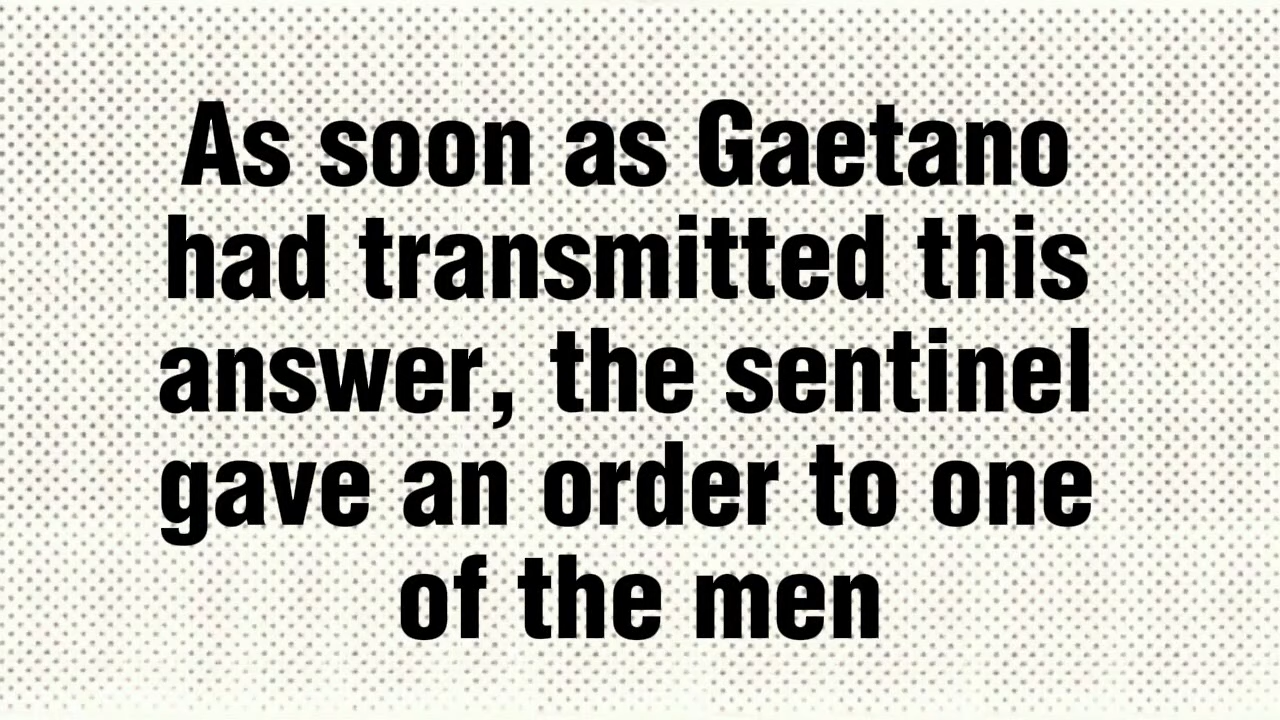 As soon as Gaetano
had transmitted this
answer, the sentinel
gave an order to one
of the men